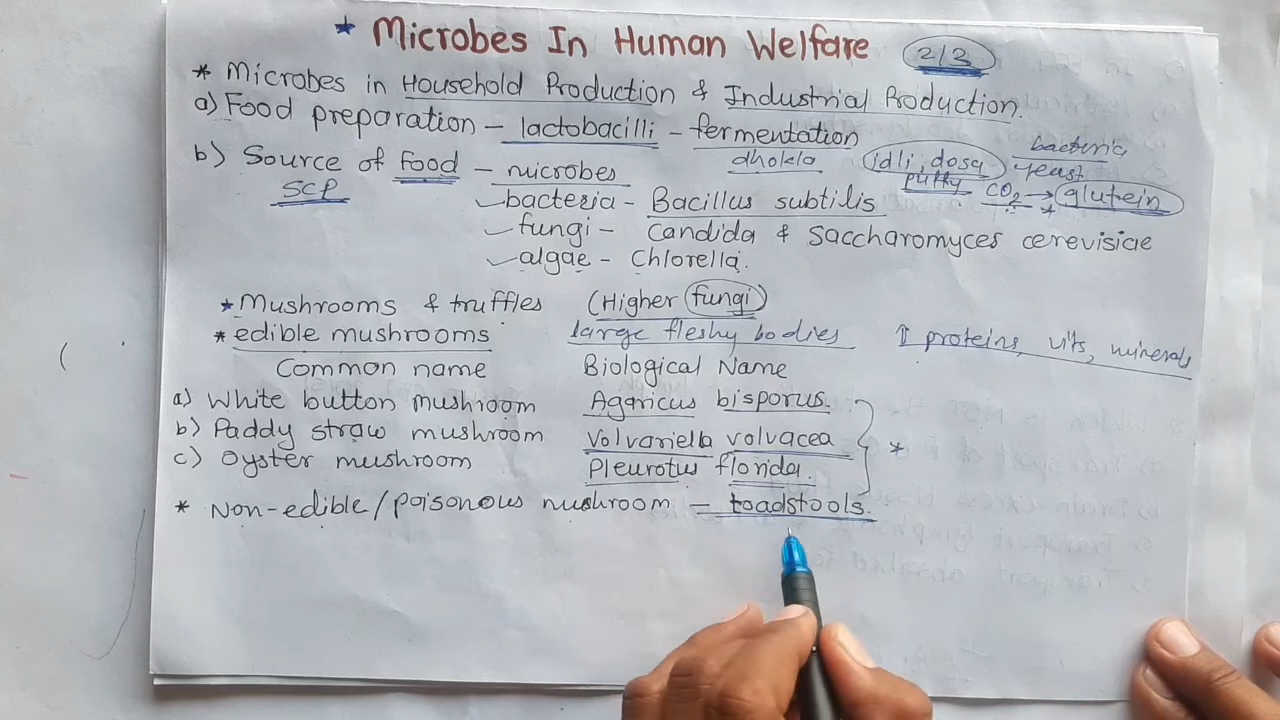 * Microbes In Human Welfare 2/3
* Microbes in Household Production & Industrial Production.
a) Food preparation - lactobacilli - fermentation
dhokla idli, dosa bacteria, yeast
puffy CO2 → glutein
b) Source of food - microbes
SCP
bacteria - Bacillus subtilis
fungi - Candida & Saccharomyces cerevisiae
algae - Chlorella.
* Mushrooms & truffles (Higher fungi)
* edible mushrooms large fleshy bodies ↑ proteins, vits, minerals
Common name Biological Name
a) White button mushroom Agaricus bisporus.
b) Paddy straw mushroom Volvariella volvacea *
c) Oyster mushroom Pleurotus florida.
* Non-edible/poisonous mushroom = toadstools.